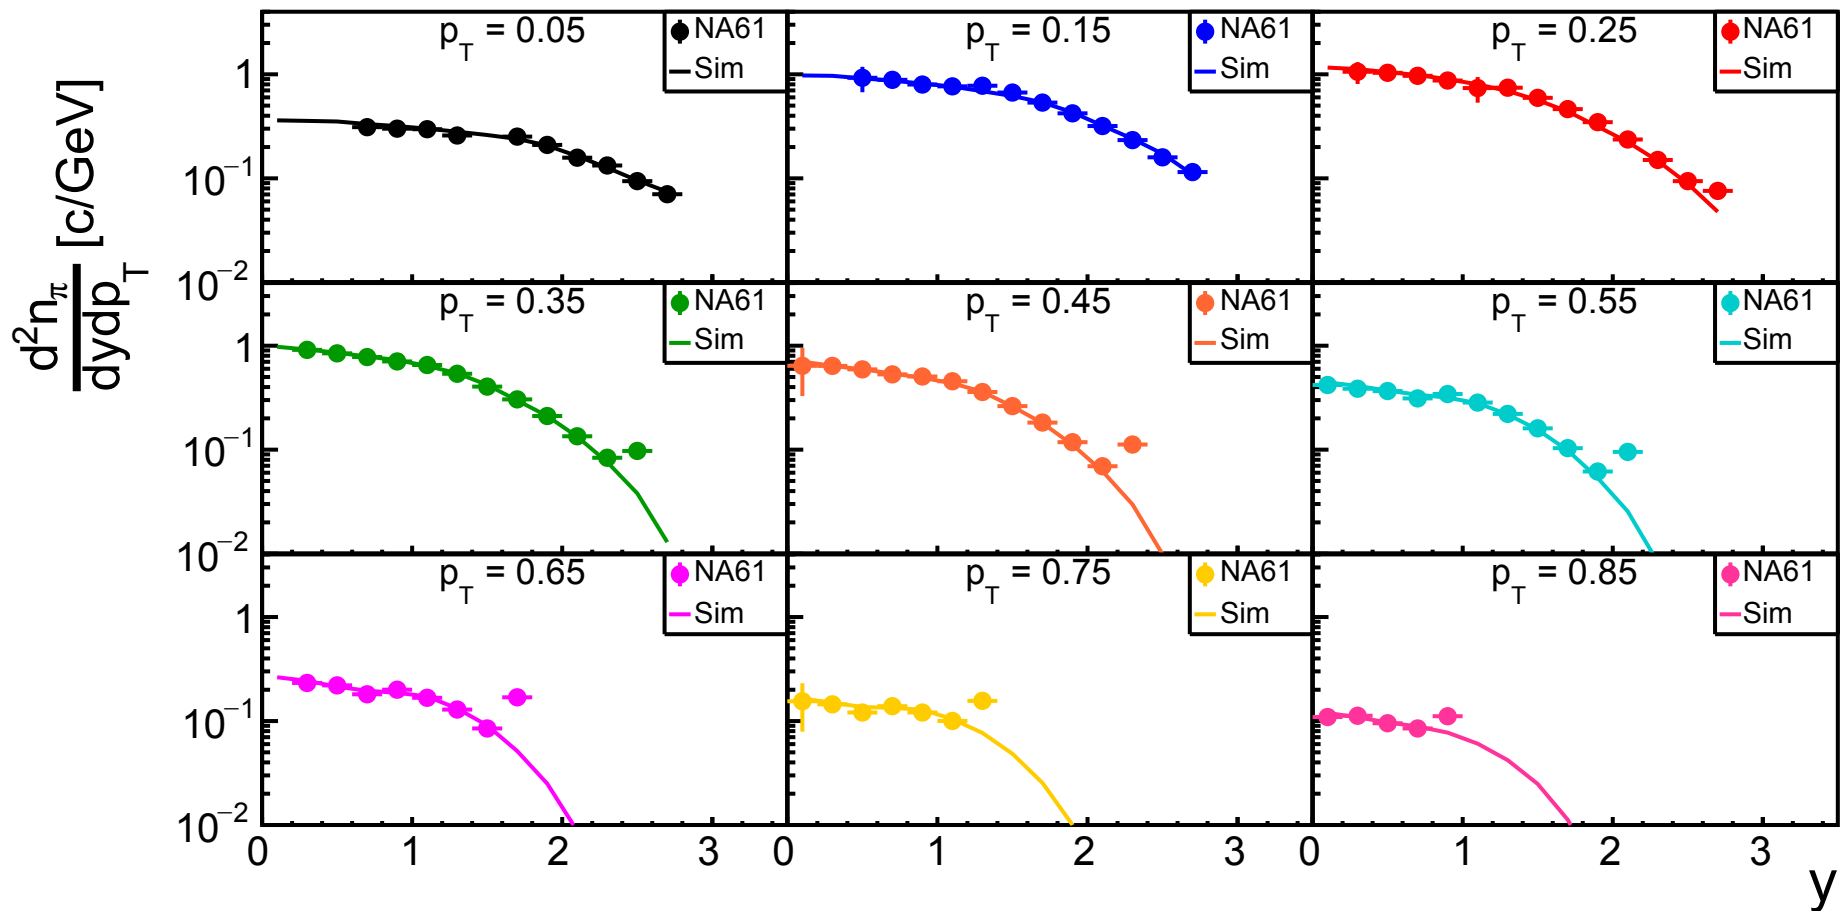 d²n_π
dydp_T [c/GeV]
p_T = 0.05
NA61
Sim
p_T = 0.15
NA61
Sim
p_T = 0.25
NA61
Sim
1
10⁻¹
10⁻²
p_T = 0.35
NA61
Sim
p_T = 0.45
NA61
Sim
p_T = 0.55
NA61
Sim
1
10⁻¹
10⁻²
p_T = 0.65
NA61
Sim
p_T = 0.75
NA61
Sim
p_T = 0.85
NA61
Sim
1
10⁻¹
10⁻²
0 1 2 3 0 1 2 3 0 1 2 3
y